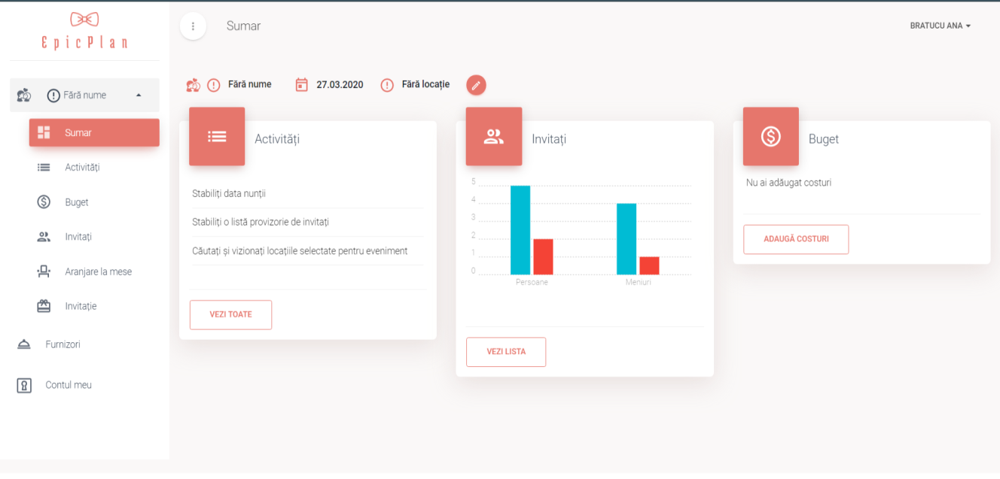 EpicPlan
Fără nume
Sumar
Activități
Buget
Invitați
Aranjare la mese
Invitație
Furnizori
Contul meu
Sumar
BRATUCU ANA
Fără nume
27.03.2020
Fără locație
Activități
Stabiliți data nunții
Stabiliți o listă provizorie de invitați
Căutați și vizionați locațiile selectate pentru eveniment
VEZI TOATE
Invitați
5
4
3
2
1
0
Persoane
Meniuri
VEZI LISTA
Buget
Nu ai adăugat costuri
ADAUGĂ COSTURI